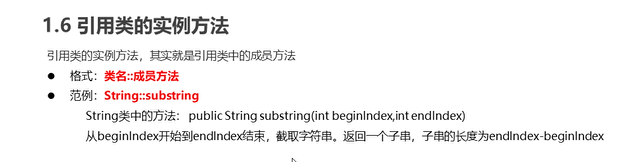 1.6 引用类的实例方法
引用类的实例方法，其实就是引用类中的成员方法
● 格式：类名::成员方法
● 范例：String::substring
String类中的方法： public String substring(int beginIndex,int endIndex)
从beginIndex开始到endIndex结束，截取字符串。返回一个子串，子串的长度为endIndex-beginIndex